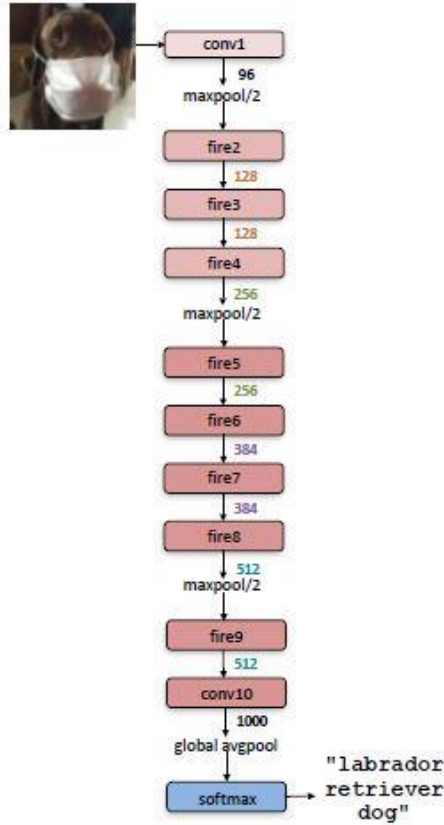 conv1
96
maxpool/2
fire2
128
fire3
128
fire4
256
maxpool/2
fire5
256
fire6
384
fire7
384
fire8
512
maxpool/2
fire9
512
conv10
1000
global avgpool
softmax
"labrador
retriever
dog"